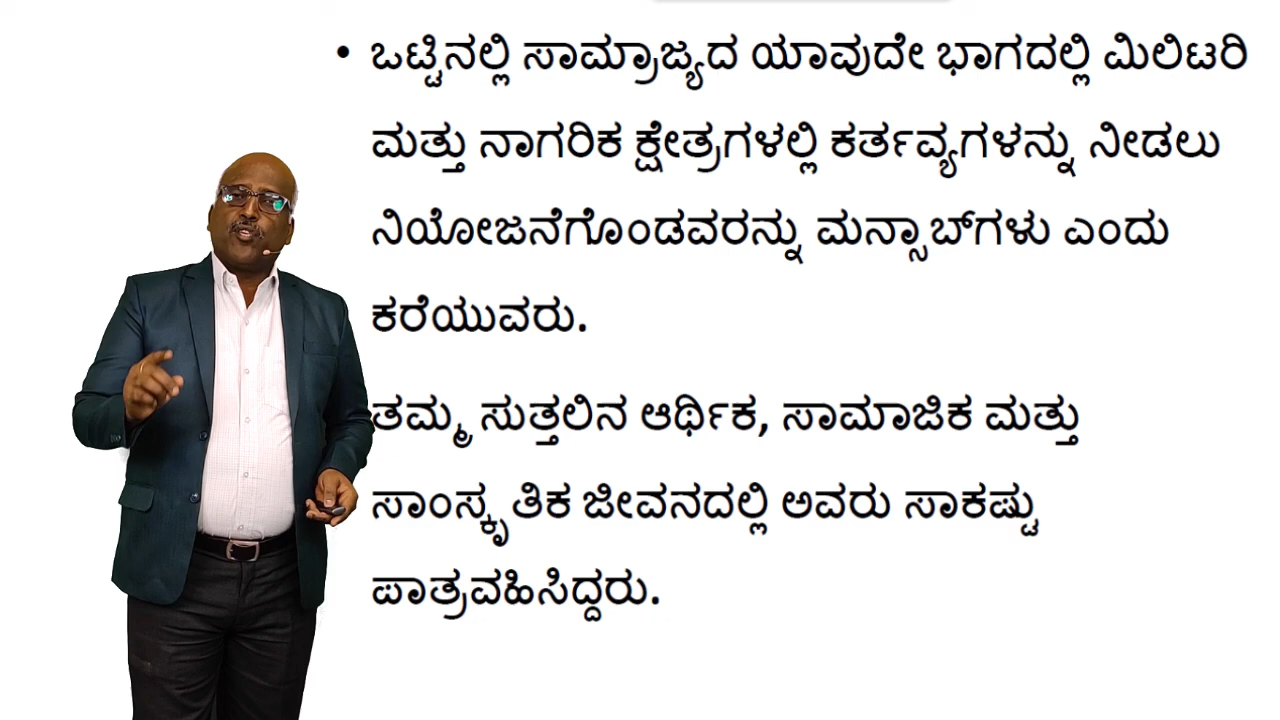 • ಒಟ್ಟಿನಲ್ಲಿ ಸಾಮ್ರಾಜ್ಯದ ಯಾವುದೇ ಭಾಗದಲ್ಲಿ ಮಿಲಿಟರಿ
ಮತ್ತು ನಾಗರಿಕ ಕ್ಷೇತ್ರಗಳಲ್ಲಿ ಕರ್ತವ್ಯಗಳನ್ನು ನೀಡಲು
ನಿಯೋಜನೆಗೊಂಡವರನ್ನು ಮನ್ಸಾಬ್‌ಗಳು ಎಂದು
ಕರೆಯುವರು.
ತಮ್ಮ ಸುತ್ತಲಿನ ಆರ್ಥಿಕ, ಸಾಮಾಜಿಕ ಮತ್ತು
ಸಾಂಸ್ಕೃತಿಕ ಜೀವನದಲ್ಲಿ ಅವರು ಸಾಕಷ್ಟು
ಪಾತ್ರವಹಿಸಿದ್ದರು.